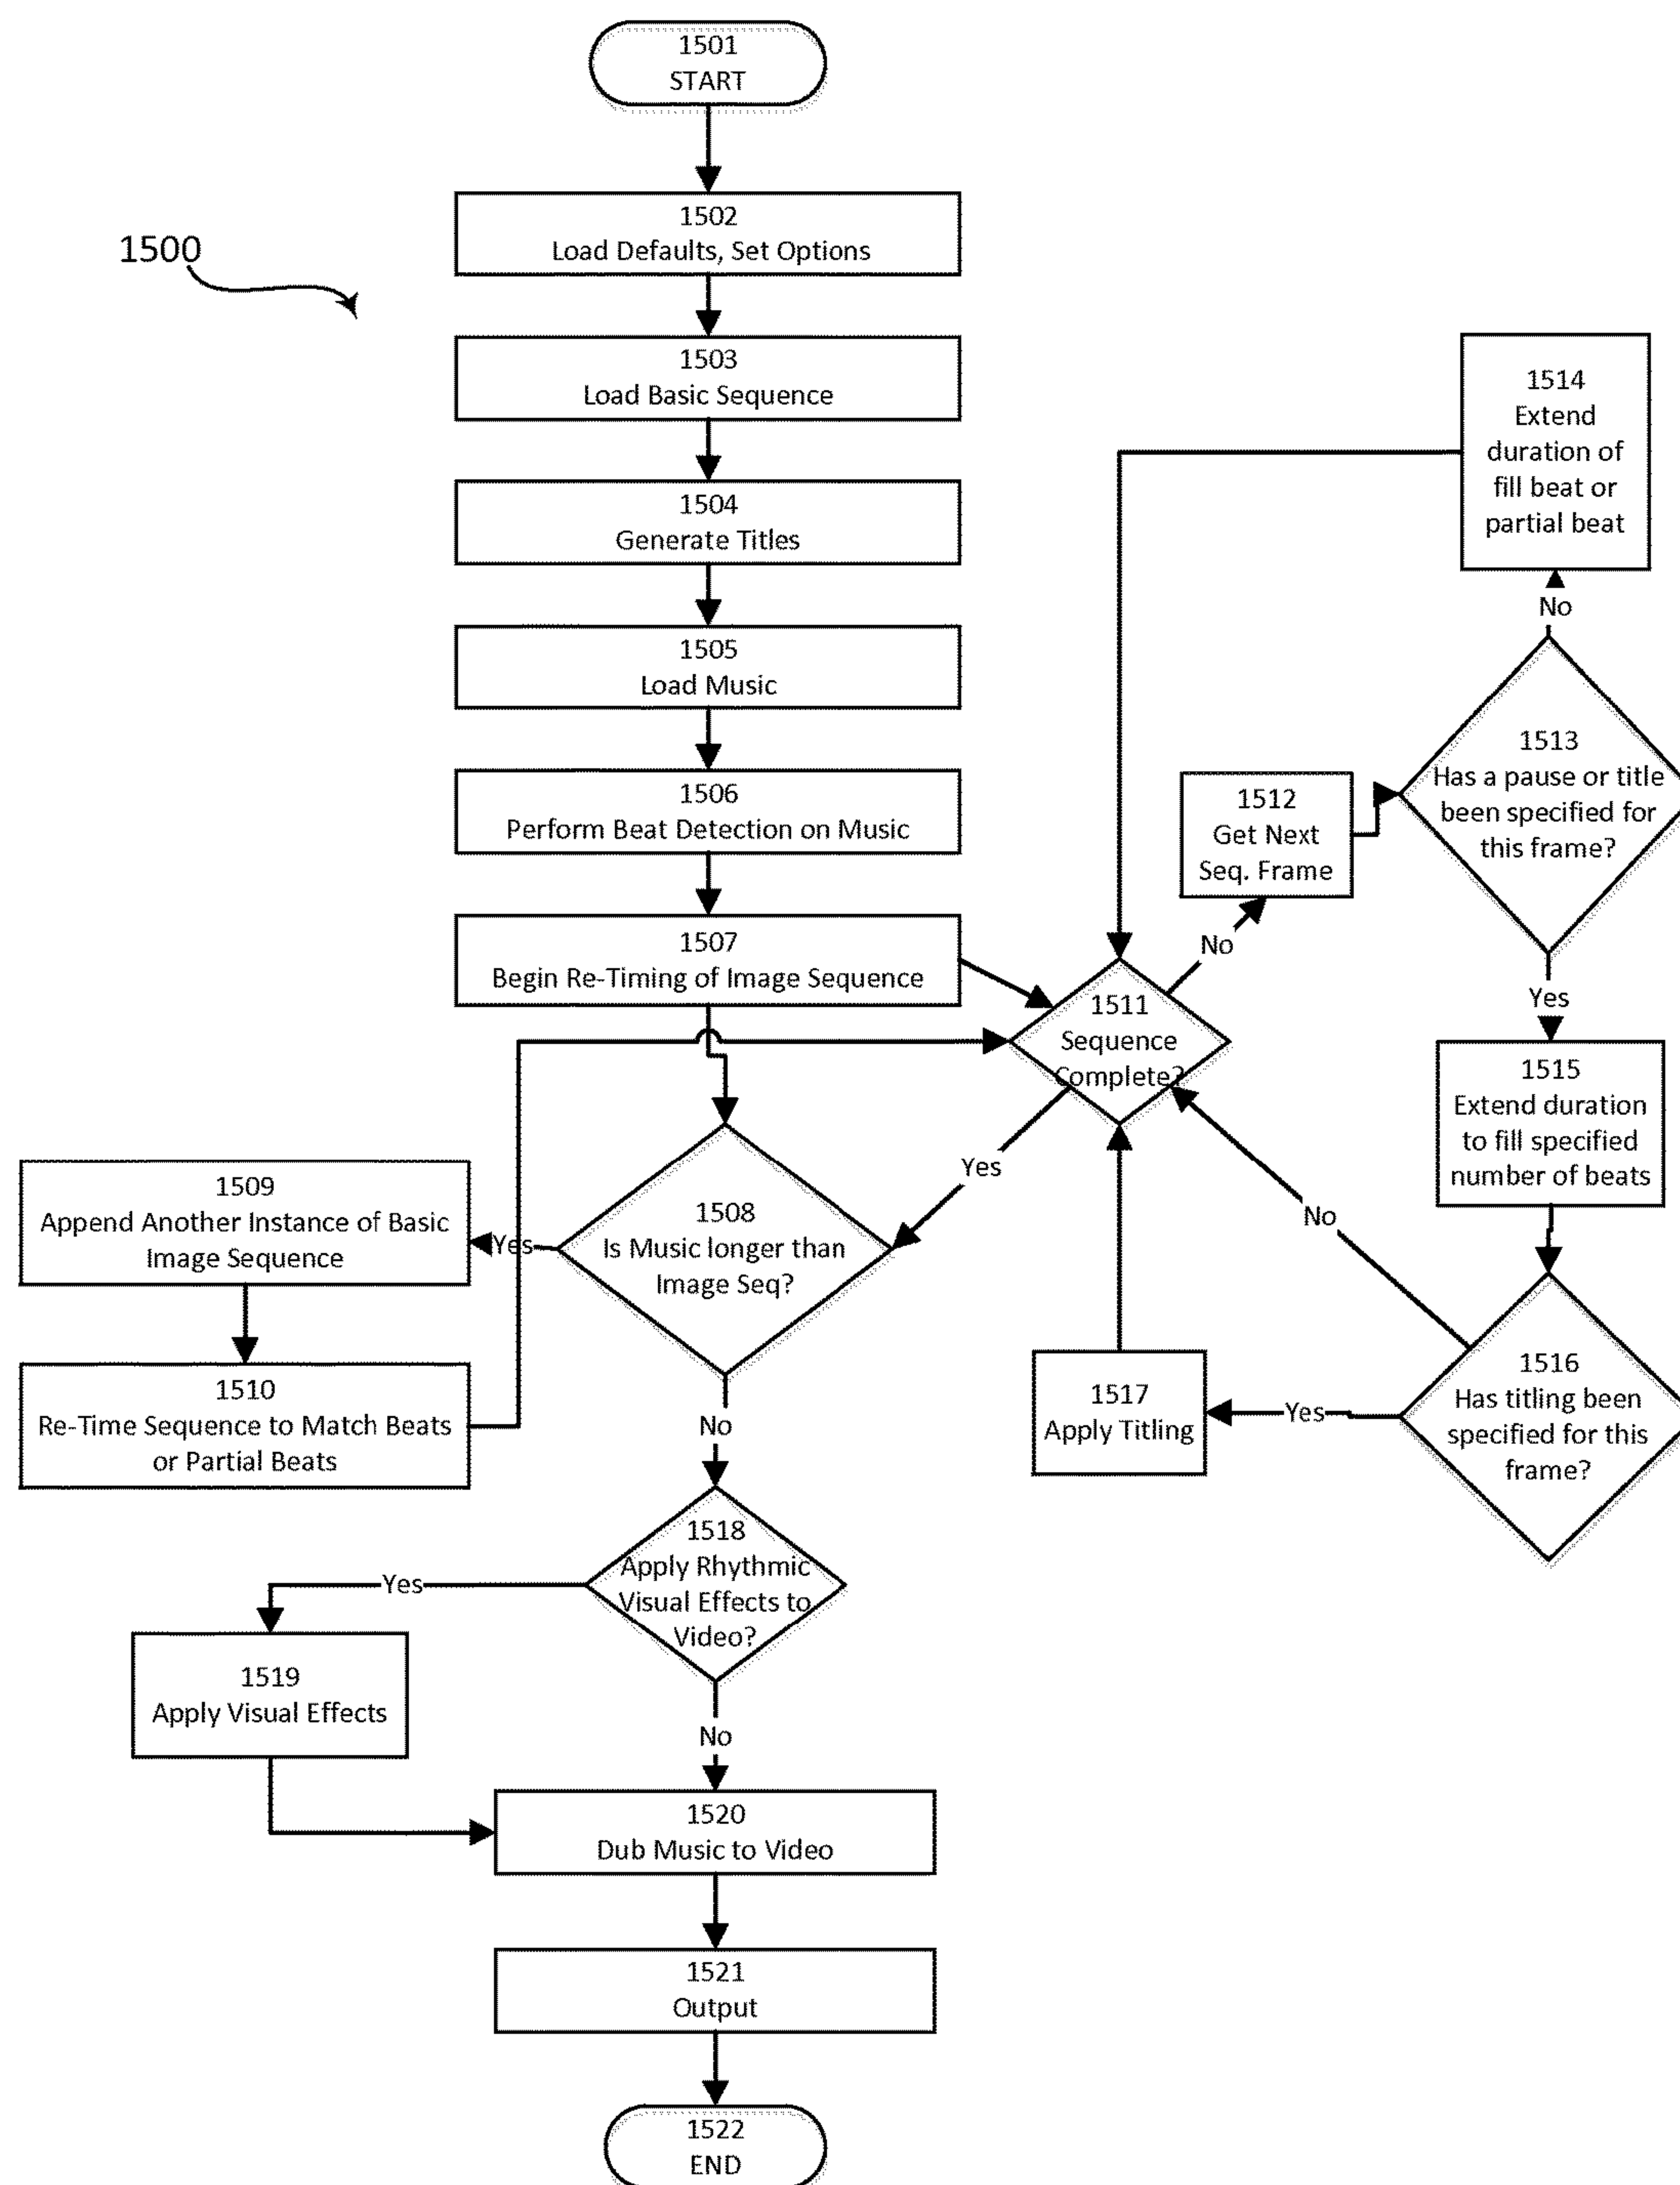 1501
START
1500
1502
Load Defaults, Set Options
1503
Load Basic Sequence
1504
Generate Titles
1505
Load Music
1506
Perform Beat Detection on Music
1507
Begin Re-Timing of Image Sequence
1508
Is Music longer than
Image Seq?
Yes
1509
Append Another Instance of Basic
Image Sequence
1510
Re-Time Sequence to Match Beats
or Partial Beats
1511
Sequence
Complete?
Yes
No
1512
Get Next
Seq. Frame
1513
Has a pause or title
been specified for
this frame?
No
1514
Extend
duration of
fill beat or
partial beat
Yes
1515
Extend duration
to fill specified
number of beats
1516
Has titling been
specified for this
frame?
No
Yes
1517
Apply Titling
No
1518
Apply Rhythmic
Visual Effects to
Video?
Yes
1519
Apply Visual Effects
No
1520
Dub Music to Video
1521
Output
1522
END